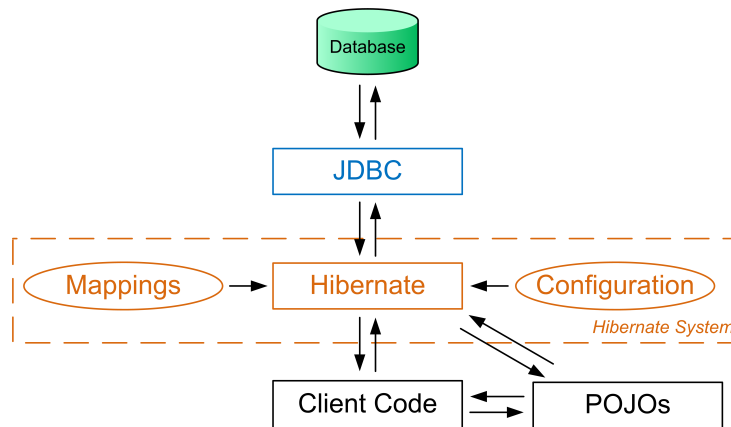 Database
JDBC
Mappings
Hibernate
Configuration
Hibernate System
Client Code
POJOs